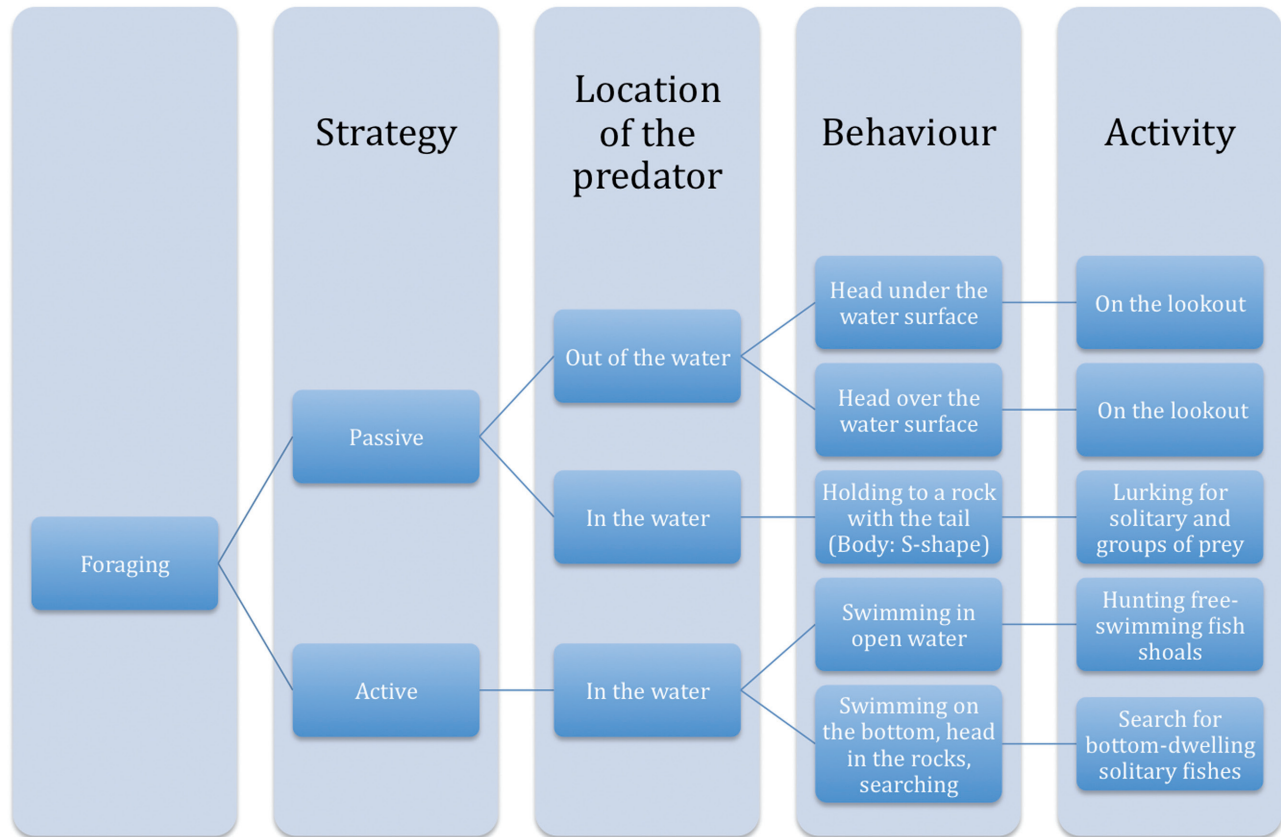 Strategy
Location
of the
predator
Behaviour
Activity
Foraging
Passive
Active
Out of the water
In the water
In the water
Head under the
water surface
Head over the
water surface
Holding to a rock
with the tail
(Body: S-shape)
Swimming in
open water
Swimming on
the bottom, head
in the rocks,
searching
On the lookout
On the lookout
Lurking for
solitary and
groups of prey
Hunting free-
swimming fish
shoals
Search for
bottom-dwelling
solitary fishes